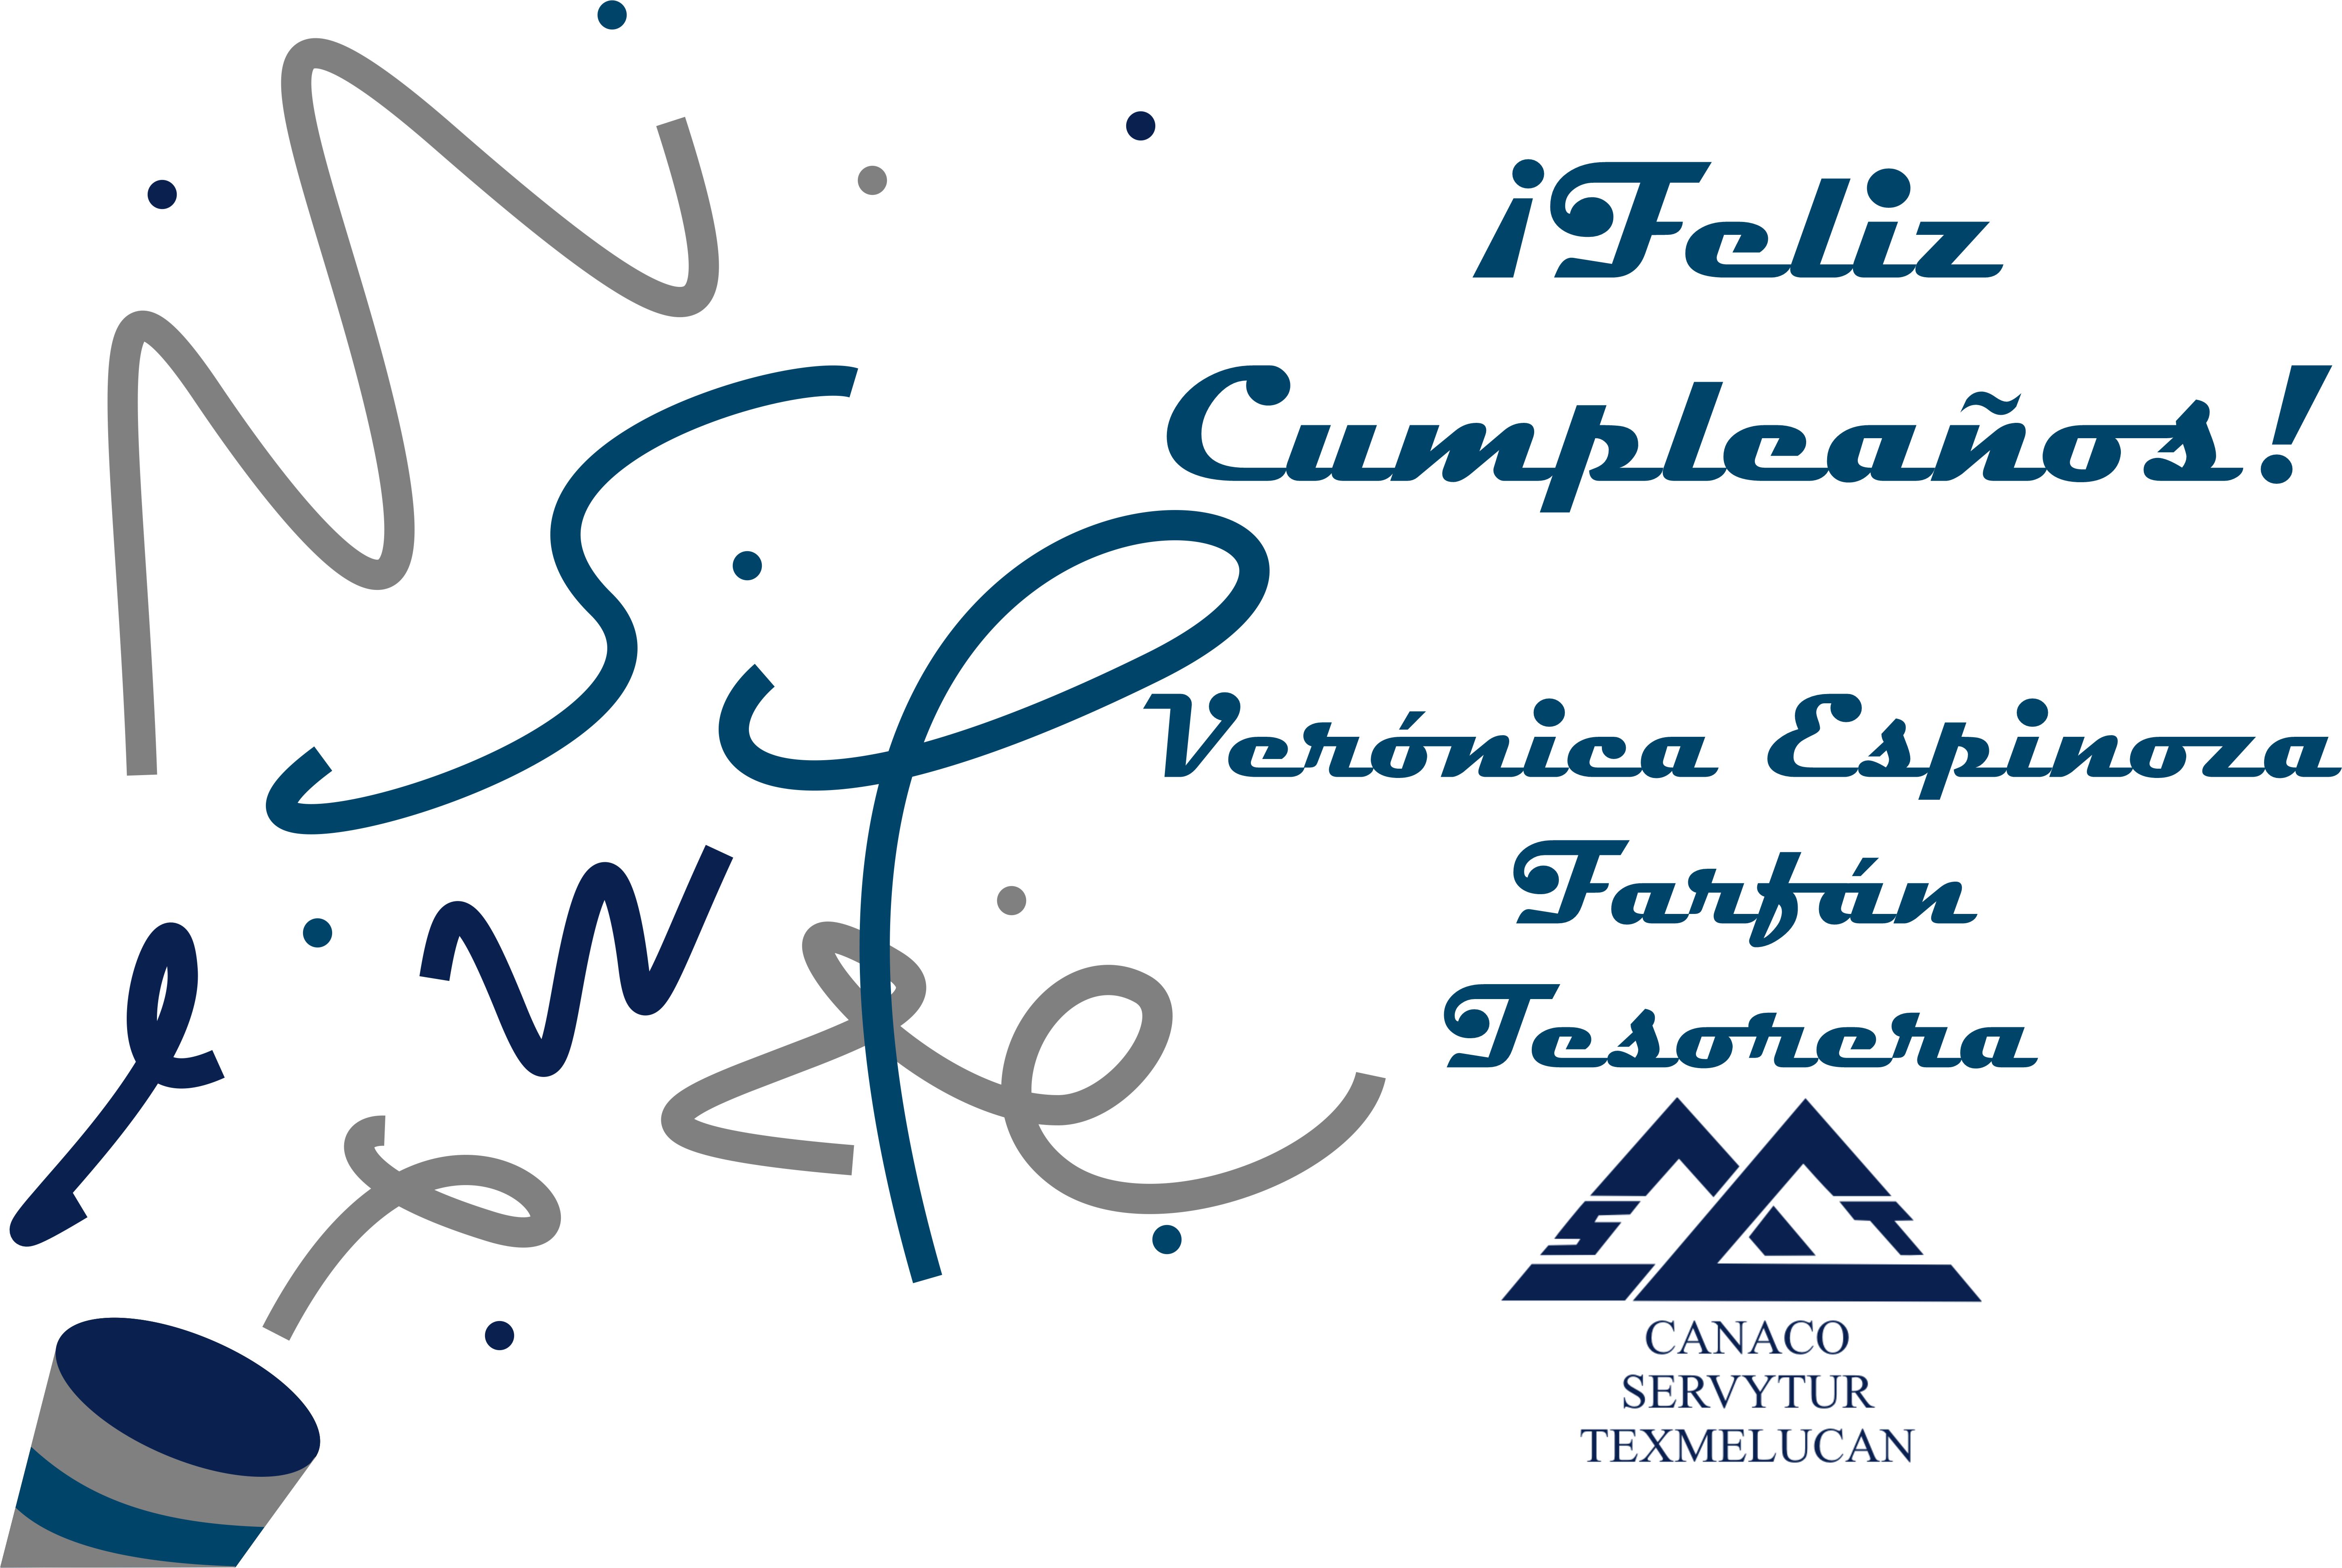 ¡Feliz
Cumpleaños!
Verónica Espinoza
Farfán
Tesorera
CANACO
SERVYTUR
TEXMELUCAN